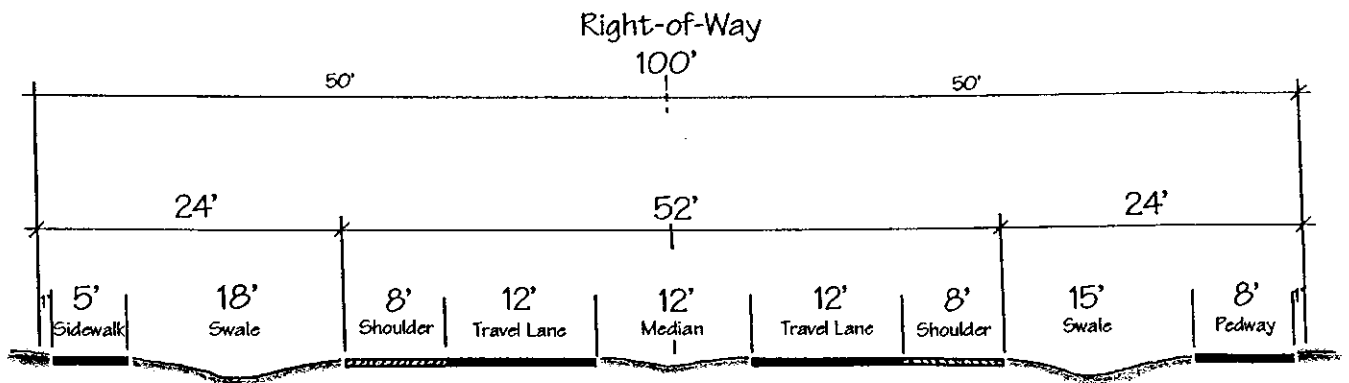 Right-of-Way
100'
50' 50'
24' 52' 24'
1' 5' 18' 8' 12' 12' 12' 8' 15' 8' 1'
Sidewalk Swale Shoulder Travel Lane Median Travel Lane Shoulder Swale Pedway